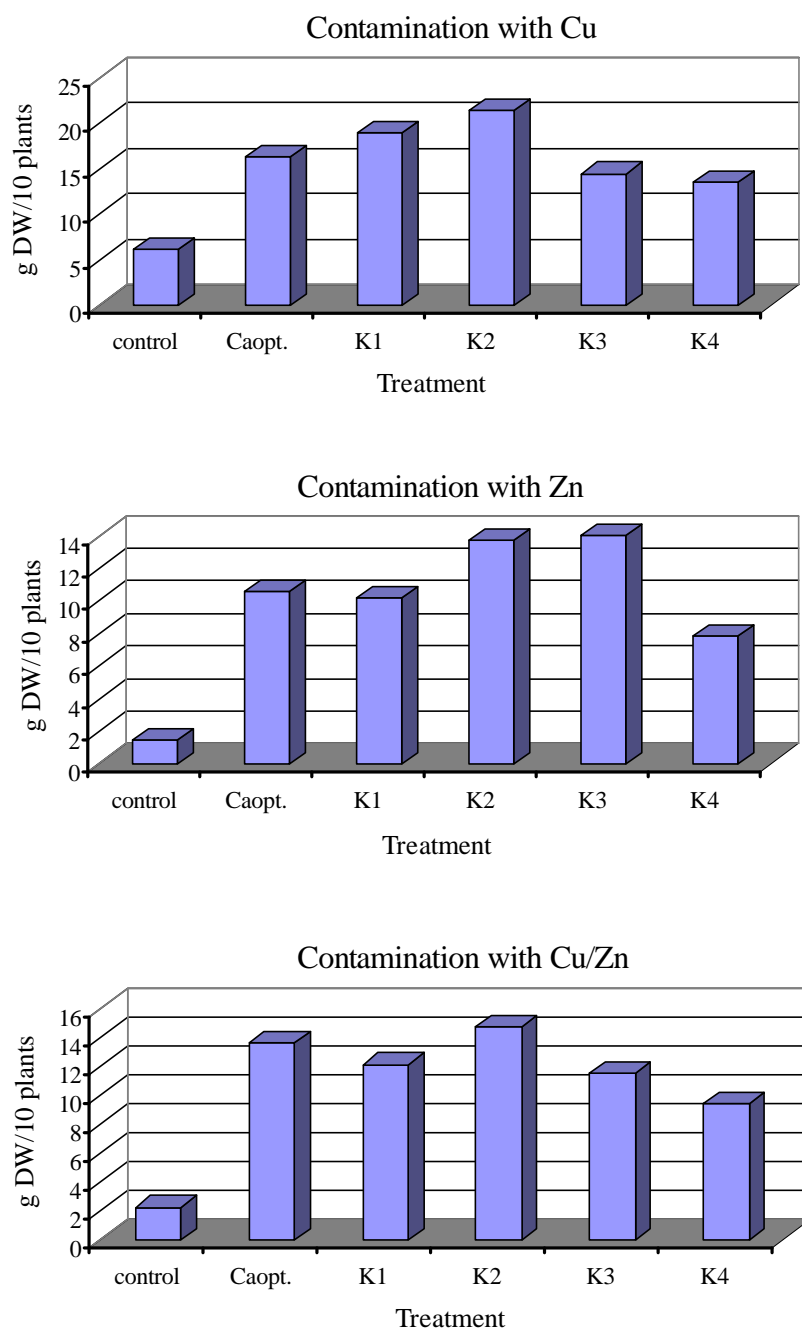 Contamination with Cu
g DW/10 plants
25
20
15
10
5
0
control Caopt. K1 K2 K3 K4
Treatment
Contamination with Zn
g DW/10 plants
14
12
10
8
6
4
2
0
control Caopt. K1 K2 K3 K4
Treatment
Contamination with Cu/Zn
g DW/10 plants
16
14
12
10
8
6
4
2
0
control Caopt. K1 K2 K3 K4
Treatment